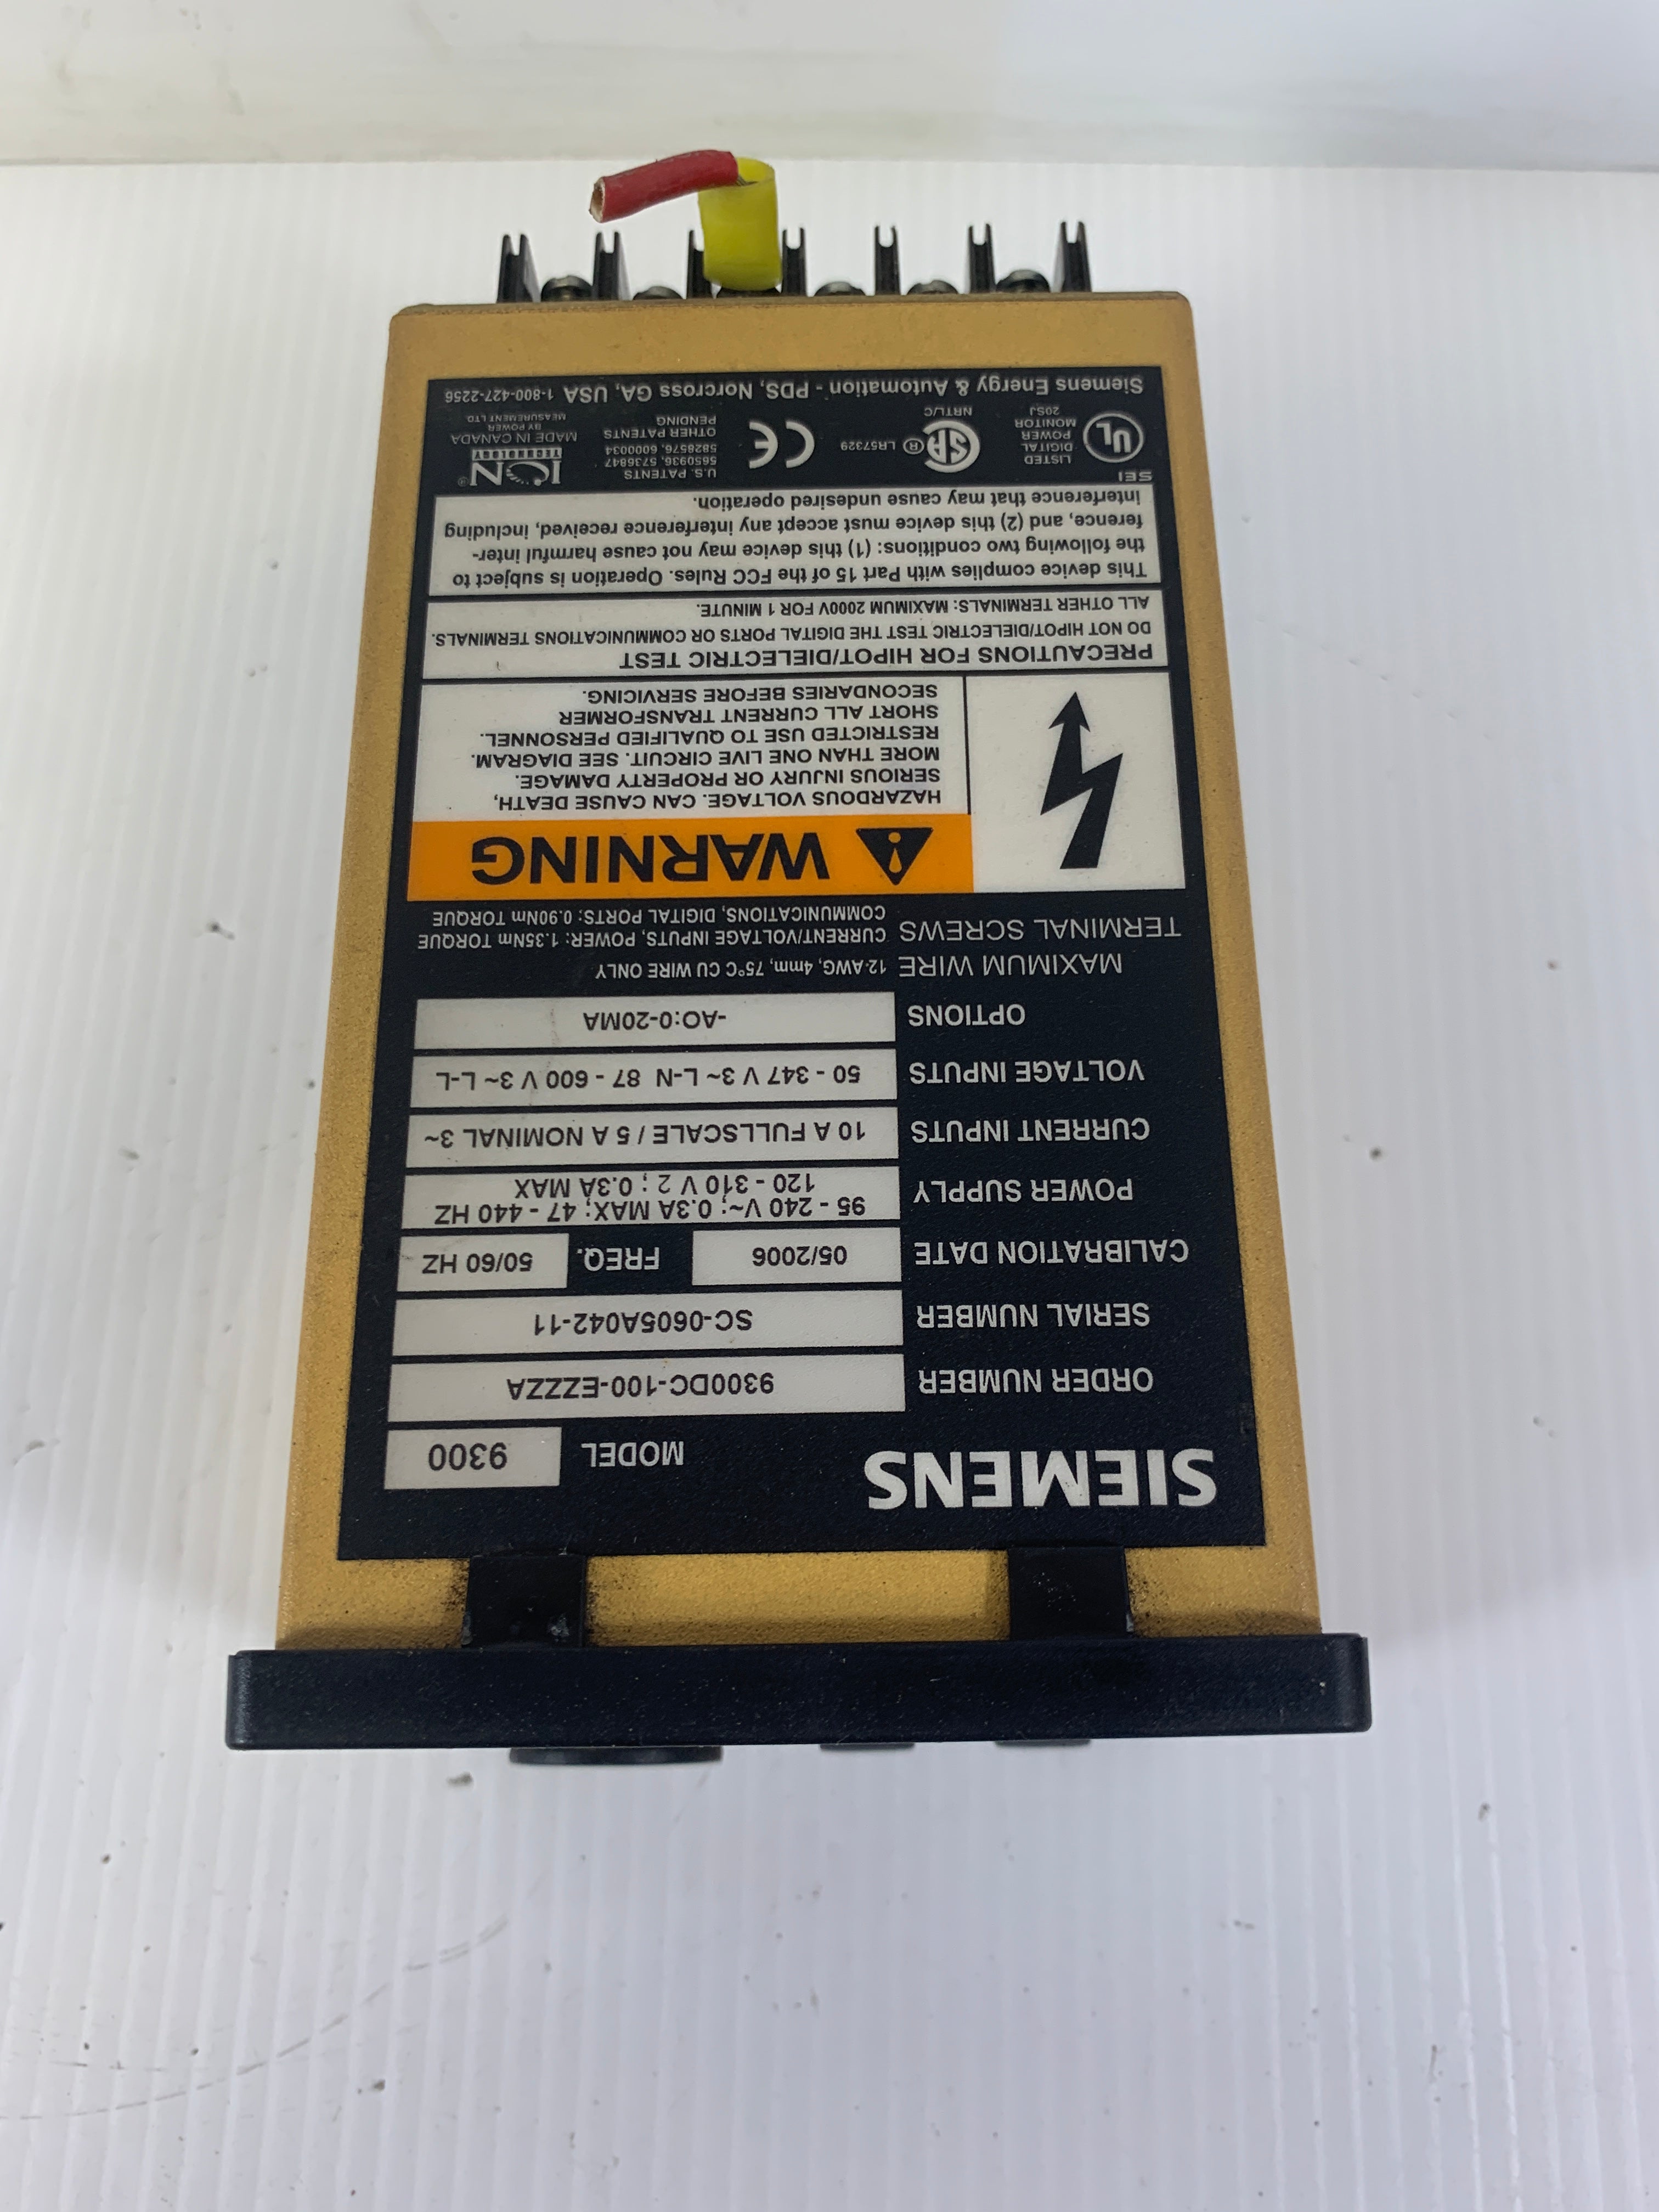 SIEMENS MODEL 9300
ORDER NUMBER 9300DC-100-EZZZA
SERIAL NUMBER SC-0605A042-11
CALIBRATION DATE 05/2006 FREQ. 50/60 HZ
POWER SUPPLY 95 - 240 V~; 0.3A MAX; 47 - 440 HZ
120 - 310 V 2 ; 0.3A MAX
CURRENT INPUTS 10 A FULLSCALE / 5 A NOMINAL 3~
VOLTAGE INPUTS 50 - 347 V 3~ L-N 87 - 600 V 3~ L-L
OPTIONS -AO:0-20MA
MAXIMUM WIRE 12-AWG, 4mm, 75°C CU WIRE ONLY
TERMINAL SCREWS CURRENT/VOLTAGE INPUTS, POWER: 1.35Nm TORQUE
COMMUNICATIONS, DIGITAL PORTS: 0.90Nm TORQUE
WARNING
HAZARDOUS VOLTAGE. CAN CAUSE DEATH,
SERIOUS INJURY OR PROPERTY DAMAGE.
MORE THAN ONE LIVE CIRCUIT. SEE DIAGRAM.
RESTRICTED USE TO QUALIFIED PERSONNEL.
SHORT ALL CURRENT TRANSFORMER
SECONDARIES BEFORE SERVICING.
PRECAUTIONS FOR HIPOT/DIELECTRIC TEST
DO NOT HIPOT/DIELECTRIC TEST THE DIGITAL PORTS OR COMMUNICATIONS TERMINALS.
ALL OTHER TERMINALS: MAXIMUM 2000V FOR 1 MINUTE.
This device complies with Part 15 of the FCC Rules. Operation is subject to
the following two conditions: (1) this device may not cause harmful inter-
ference, and (2) this device must accept any interference received, including
interference that may cause undesired operation.
SEI
UL
LISTED
DIGITAL
POWER
MONITOR
20SJ
SA ® LR57329
NRTL/C
CE
U.S. PATENTS
5650936, 5736847
5828576, 6000034
OTHER PATENTS
PENDING
ION®
TECHNOLOGY
MADE IN CANADA
BY POWER
MEASUREMENT LTD
Siemens Energy & Automation - PDS, Norcross GA, USA 1-800-427-2256